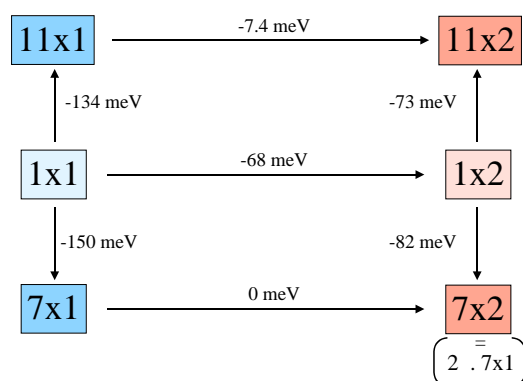 11x1
-7.4 meV
11x2
-134 meV
-73 meV
1x1
-68 meV
1x2
-150 meV
-82 meV
7x1
0 meV
7x2
=
2 . 7x1